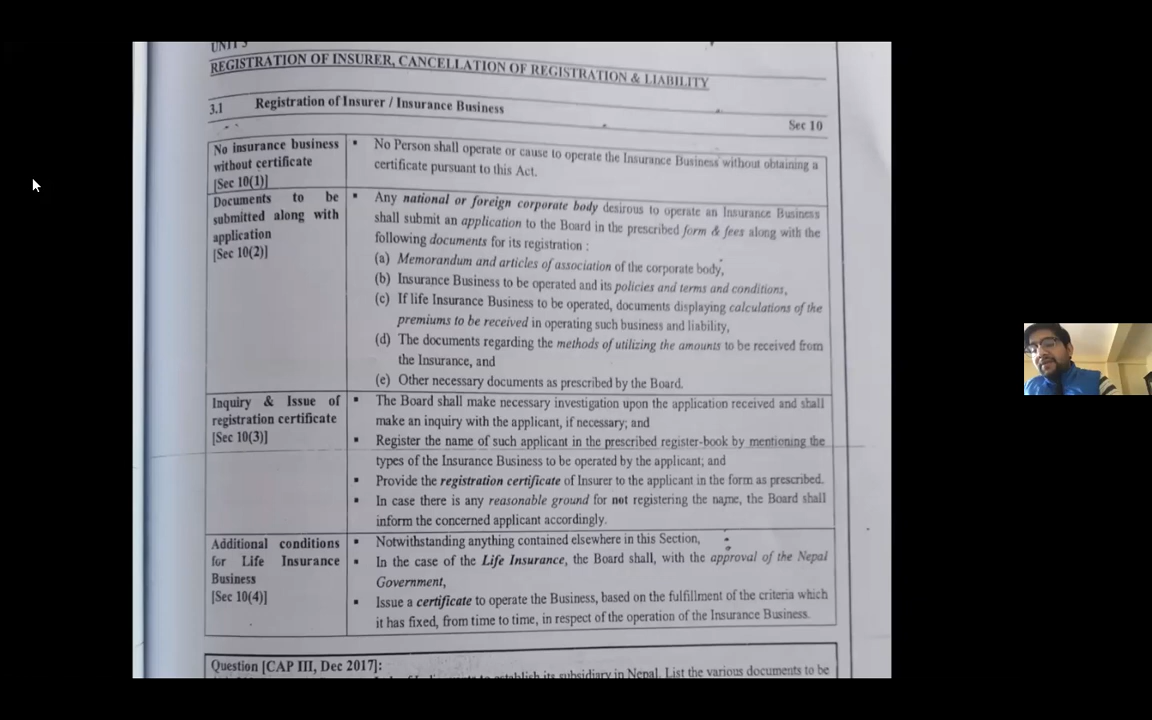 UNIT 3
REGISTRATION OF INSURER, CANCELLATION OF REGISTRATION & LIABILITY
3.1 Registration of Insurer / Insurance Business
Sec 10
No insurance business
without certificate
[Sec 10(1)]
▪ No Person shall operate or cause to operate the Insurance Business without obtaining a
certificate pursuant to this Act.
Documents to be
submitted along with
application
[Sec 10(2)]
▪ Any national or foreign corporate body desirous to operate an Insurance Business
shall submit an application to the Board in the prescribed form & fees along with the
following documents for its registration :
(a) Memorandum and articles of association of the corporate body,
(b) Insurance Business to be operated and its policies and terms and conditions,
(c) If life Insurance Business to be operated, documents displaying calculations of the
premiums to be received in operating such business and liability,
(d) The documents regarding the methods of utilizing the amounts to be received from
the Insurance, and
(e) Other necessary documents as prescribed by the Board.
Inquiry & Issue of
registration certificate
[Sec 10(3)]
▪ The Board shall make necessary investigation upon the application received and shall
make an inquiry with the applicant, if necessary; and
▪ Register the name of such applicant in the prescribed register-book by mentioning the
types of the Insurance Business to be operated by the applicant; and
▪ Provide the registration certificate of Insurer to the applicant in the form as prescribed.
▪ In case there is any reasonable ground for not registering the name, the Board shall
inform the concerned applicant accordingly.
Additional conditions
for Life Insurance
Business
[Sec 10(4)]
▪ Notwithstanding anything contained elsewhere in this Section,
▪ In the case of the Life Insurance, the Board shall, with the approval of the Nepal
Government,
▪ Issue a certificate to operate the Business, based on the fulfillment of the criteria which
it has fixed, from time to time, in respect of the operation of the Insurance Business.
Question [CAP III, Dec 2017]:
establish its subsidiary in Nepal. List the various documents to be